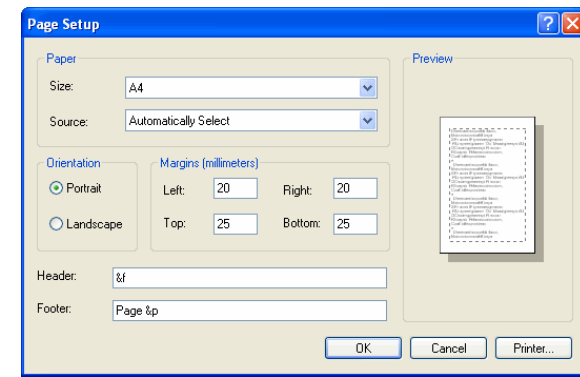 Page Setup
Paper
Size: A4
Source: Automatically Select
Orientation
Portrait
Landscape
Margins (millimeters)
Left: 20 Right: 20
Top: 25 Bottom: 25
Header: &f
Footer: Page &p
Preview
OK Cancel Printer...